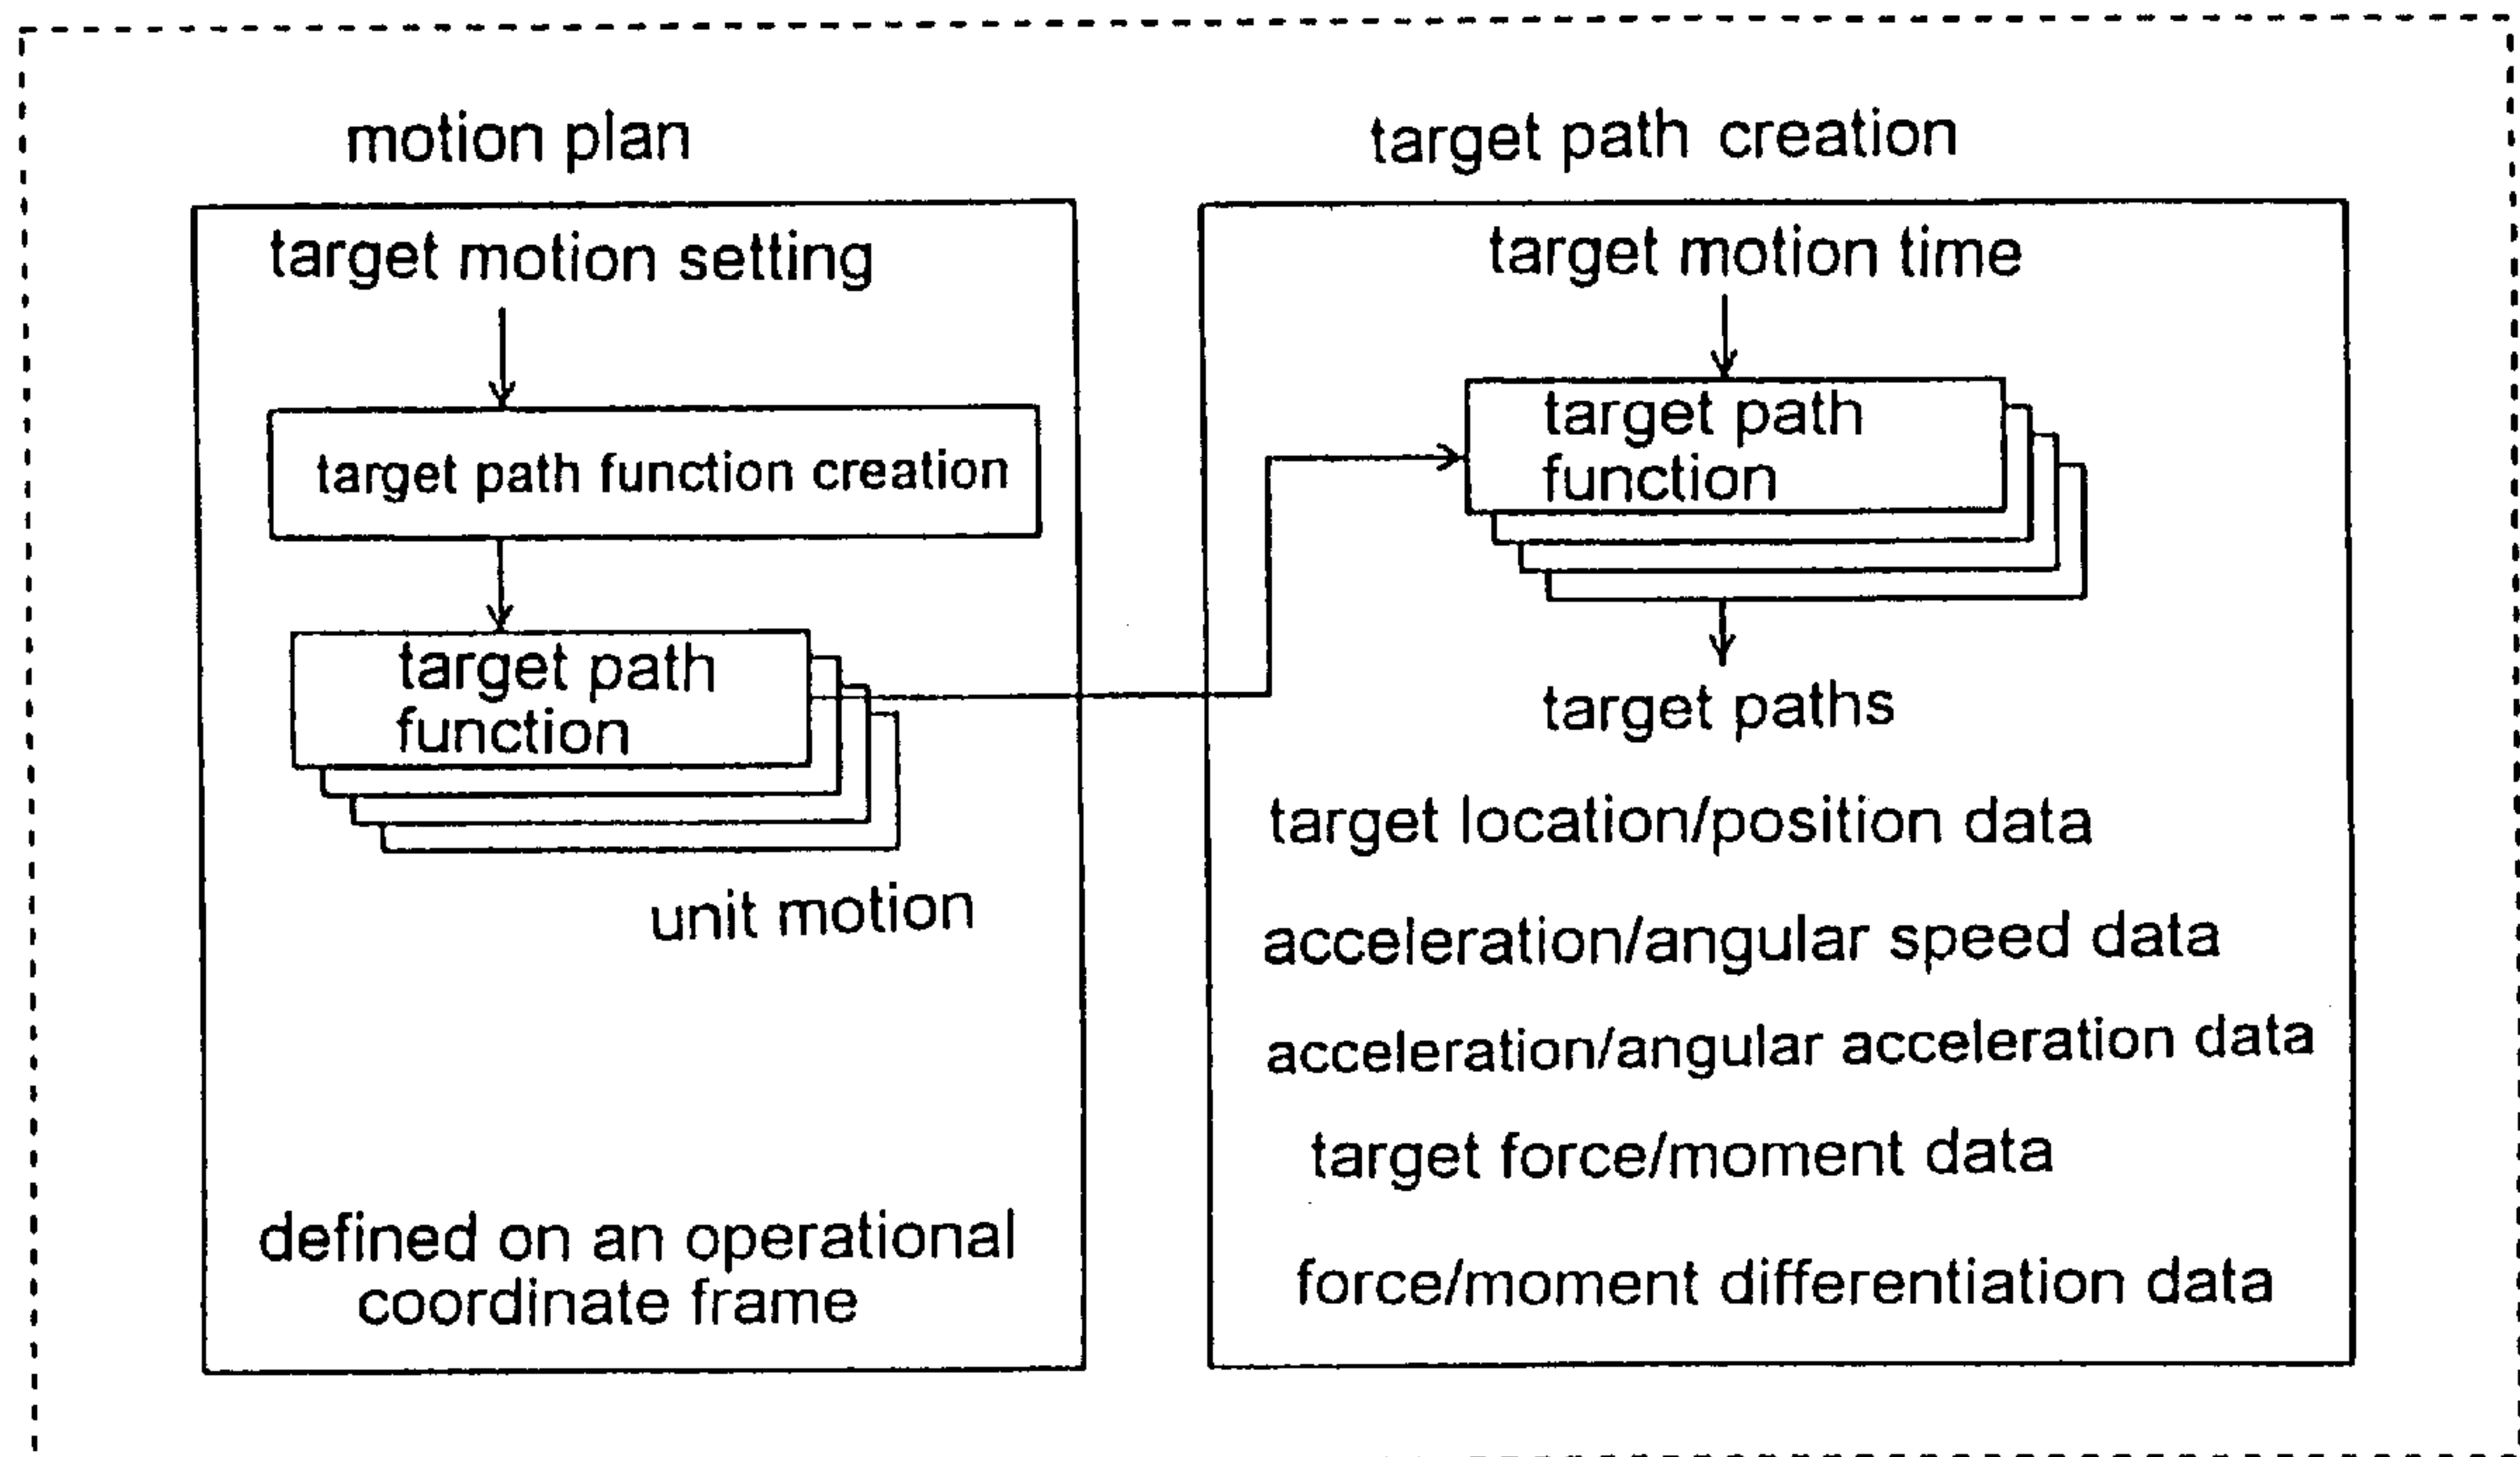 motion plan
target motion setting
target path function creation
target path
function
unit motion
defined on an operational
coordinate frame
target path creation
target motion time
target path
function
target paths
target location/position data
acceleration/angular speed data
acceleration/angular acceleration data
target force/moment data
force/moment differentiation data